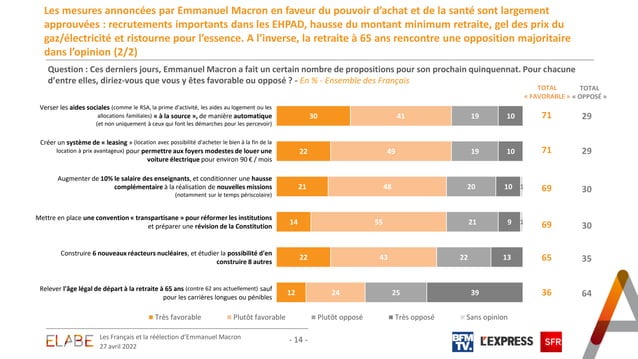 Les mesures annoncées par Emmanuel Macron en faveur du pouvoir d'achat et de la santé sont largement
approuvées : recrutements importants dans les EHPAD, hausse du montant minimum retraite, gel des prix du
gaz/électricité et ristourne pour l'essence. A l'inverse, la retraite à 65 ans rencontre une opposition majoritaire
dans l'opinion (2/2)
Question : Ces derniers jours, Emmanuel Macron a fait un certain nombre de propositions pour son prochain quinquennat. Pour chacune
d'entre elles, diriez-vous que vous y êtes favorable ou opposé ? - En % - Ensemble des Français
TOTAL
« FAVORABLE »
TOTAL
« OPPOSÉ »
Verser les aides sociales (comme le RSA, la prime d'activité, les aides au logement ou les
allocations familiales) « à la source », de manière automatique
(et non uniquement à ceux qui font les démarches pour les percevoir)
30 41 19 10 71 29
Créer un système de « leasing » (location avec possibilité d'acheter le bien à la fin de la
location à prix avantageux) pour permettre aux foyers modestes de louer une
voiture électrique pour environ 90 € / mois
22 49 19 10 71 29
Augmenter de 10% le salaire des enseignants, et conditionner une hausse
complémentaire à la réalisation de nouvelles missions
(notamment sur le temps périscolaire)
21 48 20 10 1 69 30
Mettre en place une convention « transpartisane » pour réformer les institutions
et préparer une révision de la Constitution
14 55 21 9 1 69 30
Construire 6 nouveaux réacteurs nucléaires, et étudier la possibilité d'en
construire 8 autres
22 43 22 13 65 35
Relever l'âge légal de départ à la retraite à 65 ans (contre 62 ans actuellement) sauf
pour les carrières longues ou pénibles
12 24 25 39 36 64
Très favorable Plutôt favorable Plutôt opposé Très opposé Sans opinion
ELABE
Les Français et la réélection d'Emmanuel Macron
27 avril 2022
- 14 -
BFM
TV.
L'EXPRESS
SFR